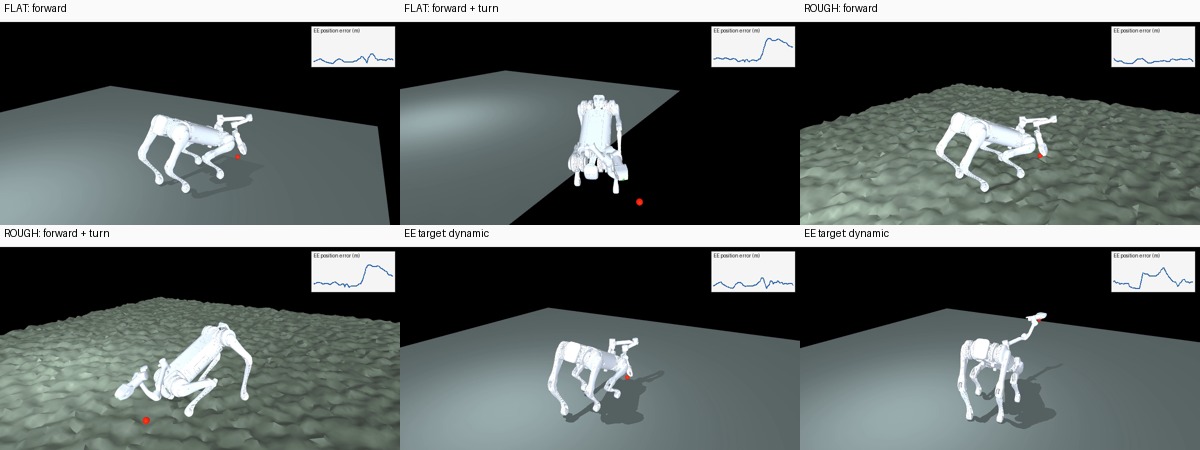 FLAT: forward
FLAT: forward + turn
ROUGH: forward
EE position error (m)
EE position error (m)
EE position error (m)
ROUGH: forward + turn
EE target: dynamic
EE target: dynamic
EE position error (m)
EE position error (m)
EE position error (m)